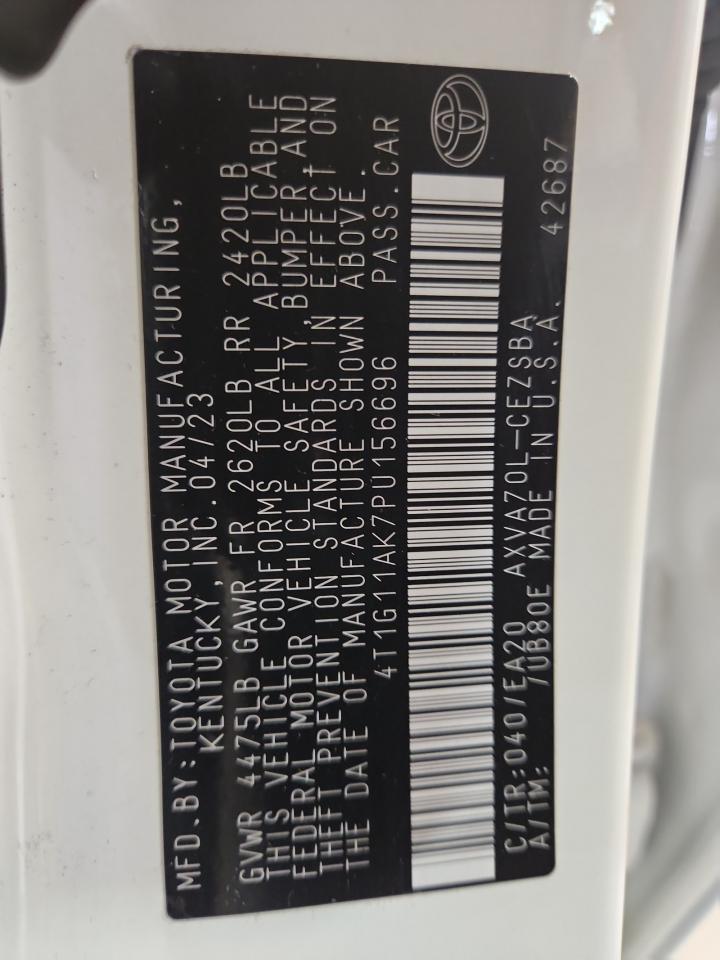 MFD.BY:TOYOTA MOTOR MANUFACTURING,
KENTUCKY,INC.04/23
GVWR 4475LB GAWR FR 2620LB RR 2420LB
THIS VEHICLE CONFORMS TO ALL APPLICABLE
FEDERAL MOTOR VEHICLE SAFETY,BUMPER,AND
THEFT PREVENTION STANDARDS IN EFFECT ON
THE DATE OF MANUFACTURE SHOWN ABOVE.
4T1G11AK7PU156696 PASS.CAR
C/TR:040/EA20 AXVA70L-CEZSBA
A/TM: /UB80E MADE IN U.S.A. 42687